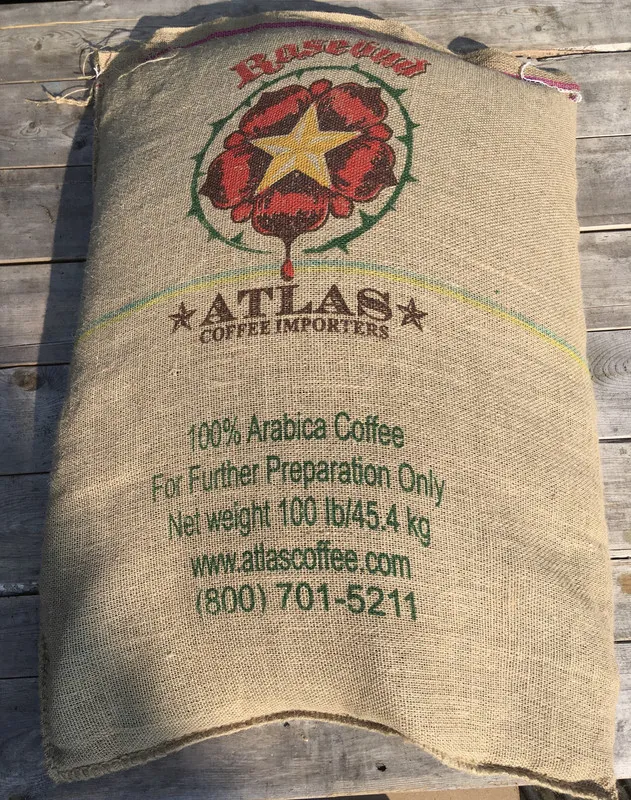 ATLAS
COFFEE IMPORTERS
100% Arabica Coffee
For Further Preparation Only
Net weight 100 lb/45.4 kg
www.atlascoffee.com
(800) 701-5211